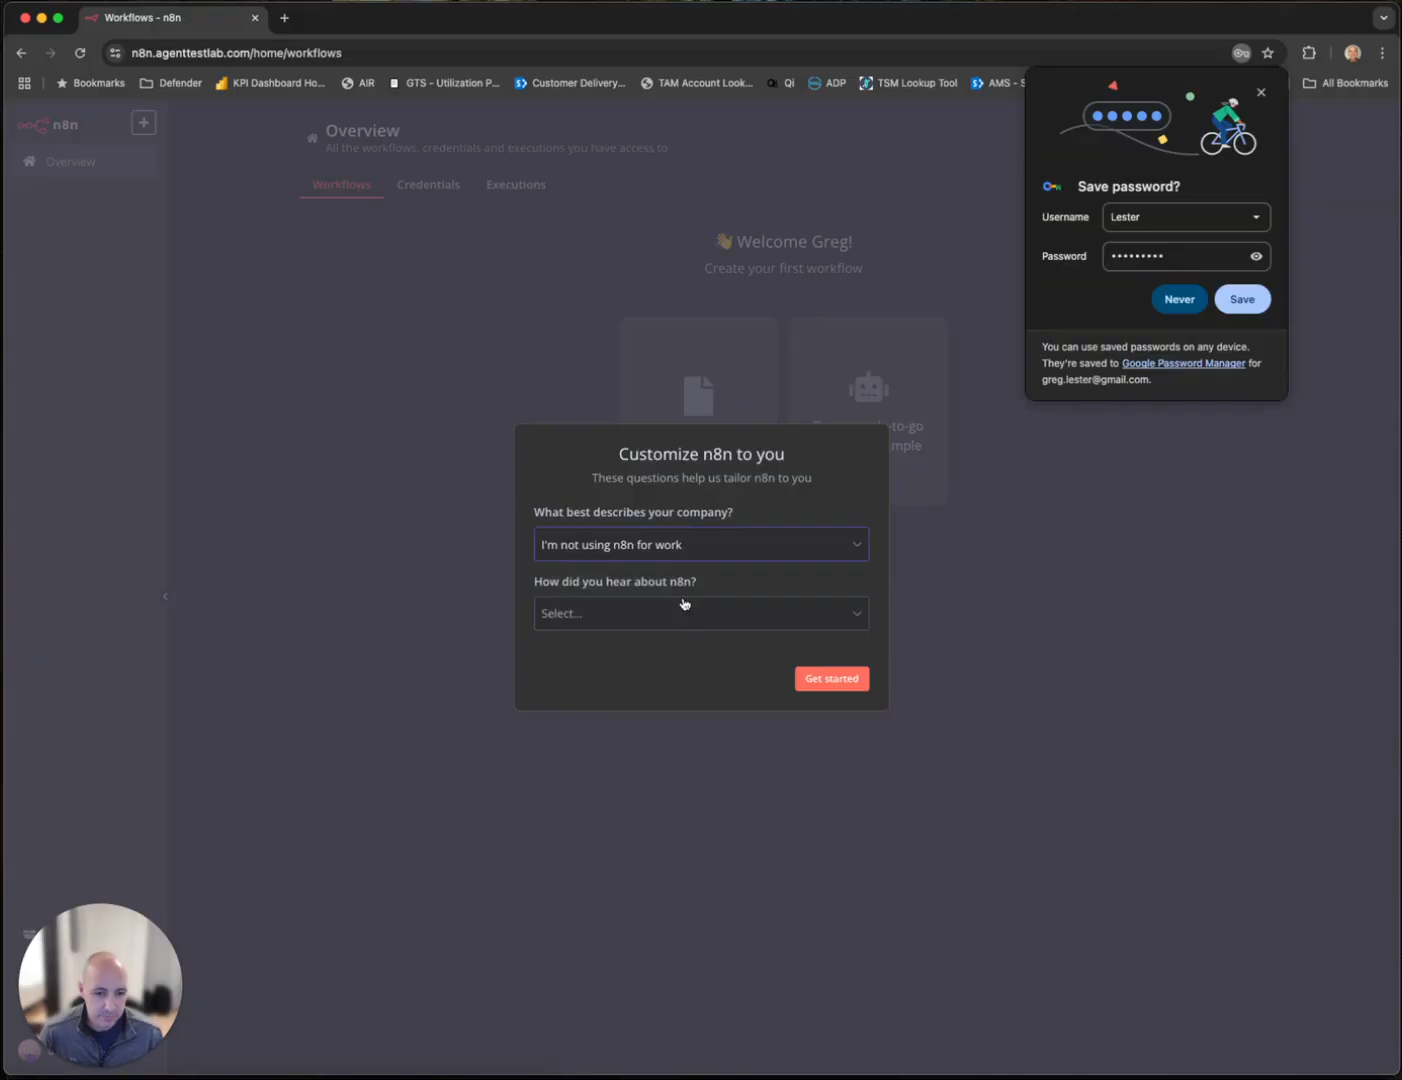 Workflows - n8n
n8n.agenttestlab.com/home/workflows
Bookmarks
Defender
KPI Dashboard Ho...
AIR
GTS - Utilization P...
Customer Delivery...
TAM Account Look...
Qi
ADP
TSM Lookup Tool
AMS - S
All Bookmarks
n8n
Overview
Overview
All the workflows, credentials and executions you have access to
Workflows
Credentials
Executions
👋 Welcome Greg!
Create your first workflow
-to-go
mple
Save password?
Username
Lester
Password
•••••••••
Never
Save
You can use saved passwords on any device.
They're saved to Google Password Manager for
greg.lester@gmail.com.
Customize n8n to you
These questions help us tailor n8n to you
What best describes your company?
I'm not using n8n for work
How did you hear about n8n?
Select...
Get started